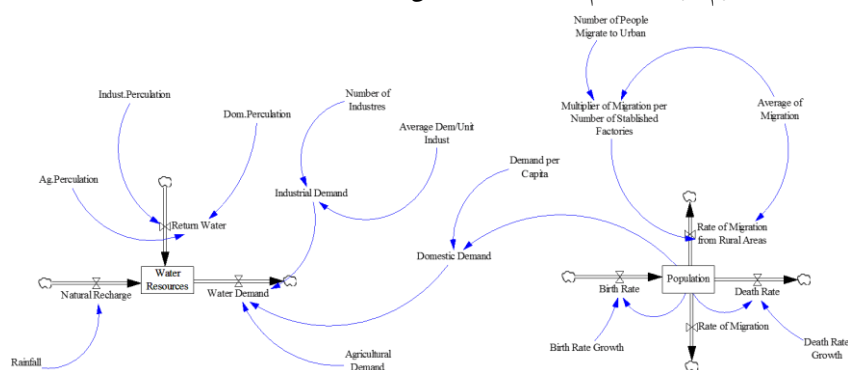 Number of People
Migrate to Urban
Indust.Perculation
Number of
Industres
Dom.Perculation
Multiplier of Migration per
Number of Stablished
Factories
Average of
Migration
Average Dem/Unit
Indust
Demand per
Capita
Ag.Perculation
Industrial Demand
Return Water
Rate of Migration
from Rural Areas
Domestic Demand
Water
Resources
Population
Natural Recharge
Water Demand
Birth Rate
Death Rate
Rate of Migration
Birth Rate Growth
Death Rate
Growth
Rainfall
Agricultural
Demand